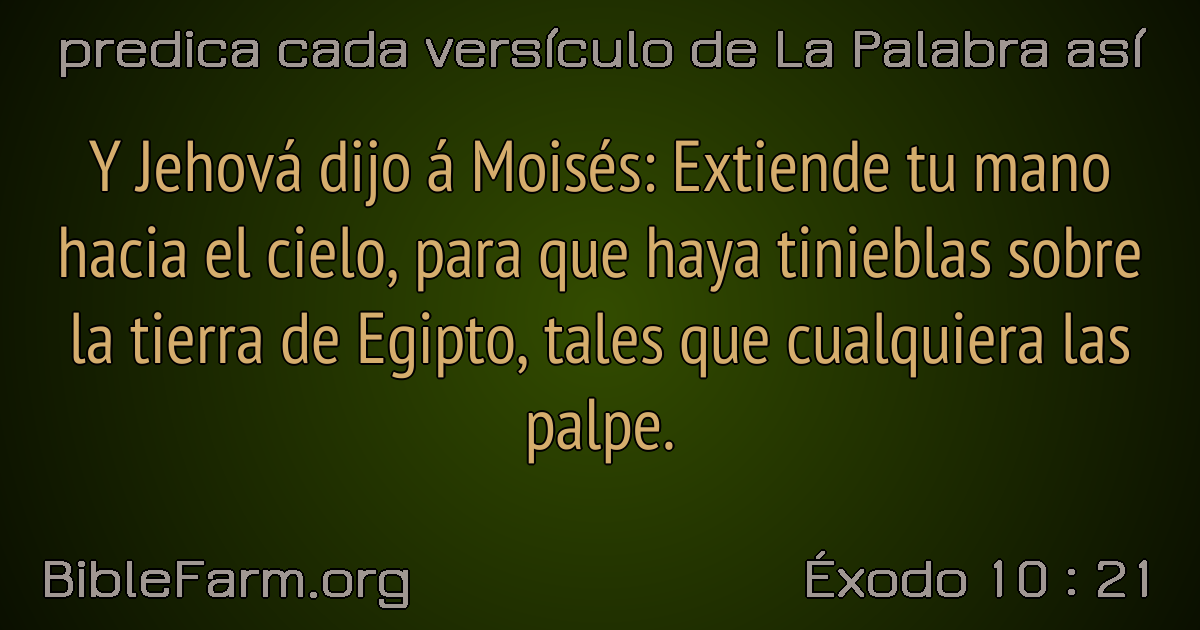 predica cada versículo de La Palabra así
Y Jehová dijo á Moisés: Extiende tu mano
hacia el cielo, para que haya tinieblas sobre
la tierra de Egipto, tales que cualquiera las
palpe.
BibleFarm.org
Éxodo 10 : 21